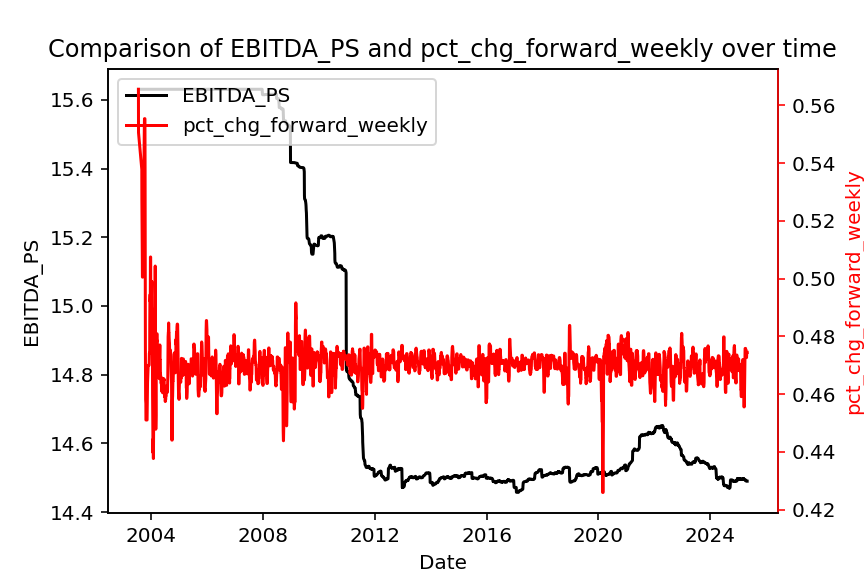 Comparison of EBITDA_PS and pct_chg_forward_weekly over time
EBITDA_PS
pct_chg_forward_weekly
15.6
15.4
15.2
15.0
14.8
14.6
14.4
EBITDA_PS
0.56
0.54
0.52
0.50
0.48
0.46
0.44
0.42
pct_chg_forward_weekly
2004 2008 2012 2016 2020 2024
Date